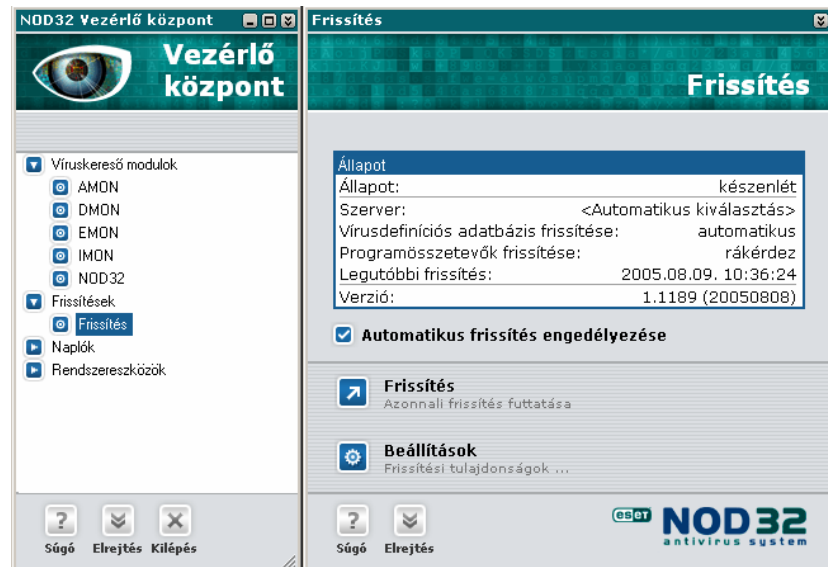 NOD32 Vezérlő központ
Vezérlő
központ
Víruskereső modulok
AMON
DMON
EMON
IMON
NOD32
Frissítések
Frissítés
Naplók
Rendszereszközök
? 
Súgó Elrejtés Kilépés
Frissítés
Frissítés
Állapot
Állapot: készenlét
Szerver: <Automatikus kiválasztás>
Vírusdefiníciós adatbázis frissítése: automatikus
Programösszetevők frissítése: rákérdez
Legutóbbi frissítés: 2005.08.09. 10:36:24
Verzió: 1.1189 (20050808)
Automatikus frissítés engedélyezése
Frissítés
Azonnali frissítés futtatása
Beállítások
Frissítési tulajdonságok ...
?
Súgó Elrejtés
eset NOD32
antivirus system